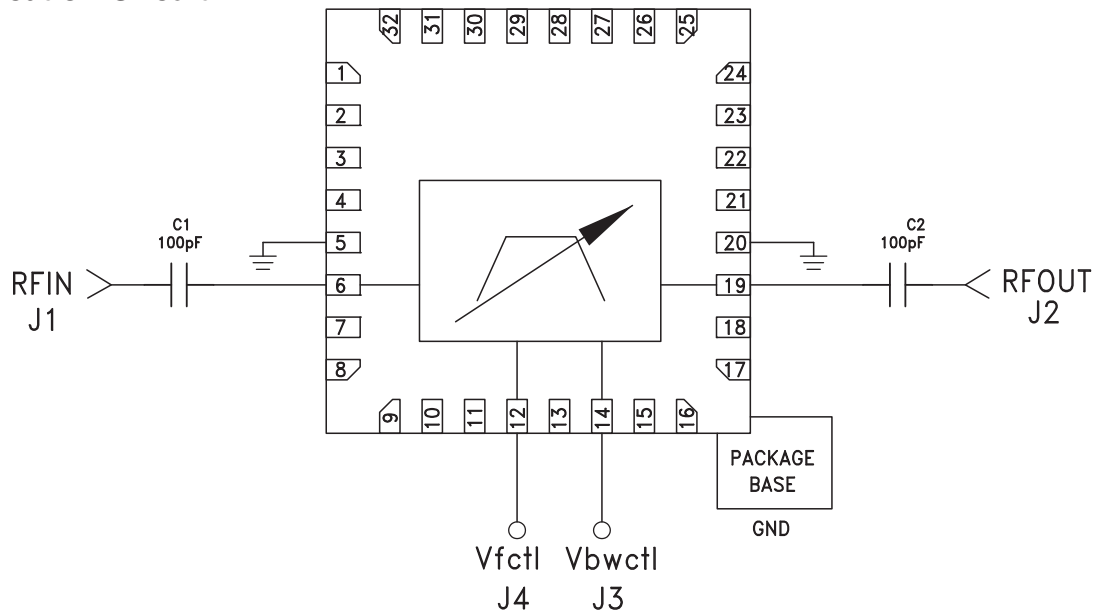 32 31 30 29 28 27 26 25
1 24
2 23
3 22
4 21
C1
100pF
5 20
C2
100pF
RFIN
J1
6 19
RFOUT
J2
7 18
8 17
9 10 11 12 13 14 15 16
PACKAGE
BASE
GND
Vfctl Vbwctl
J4 J3